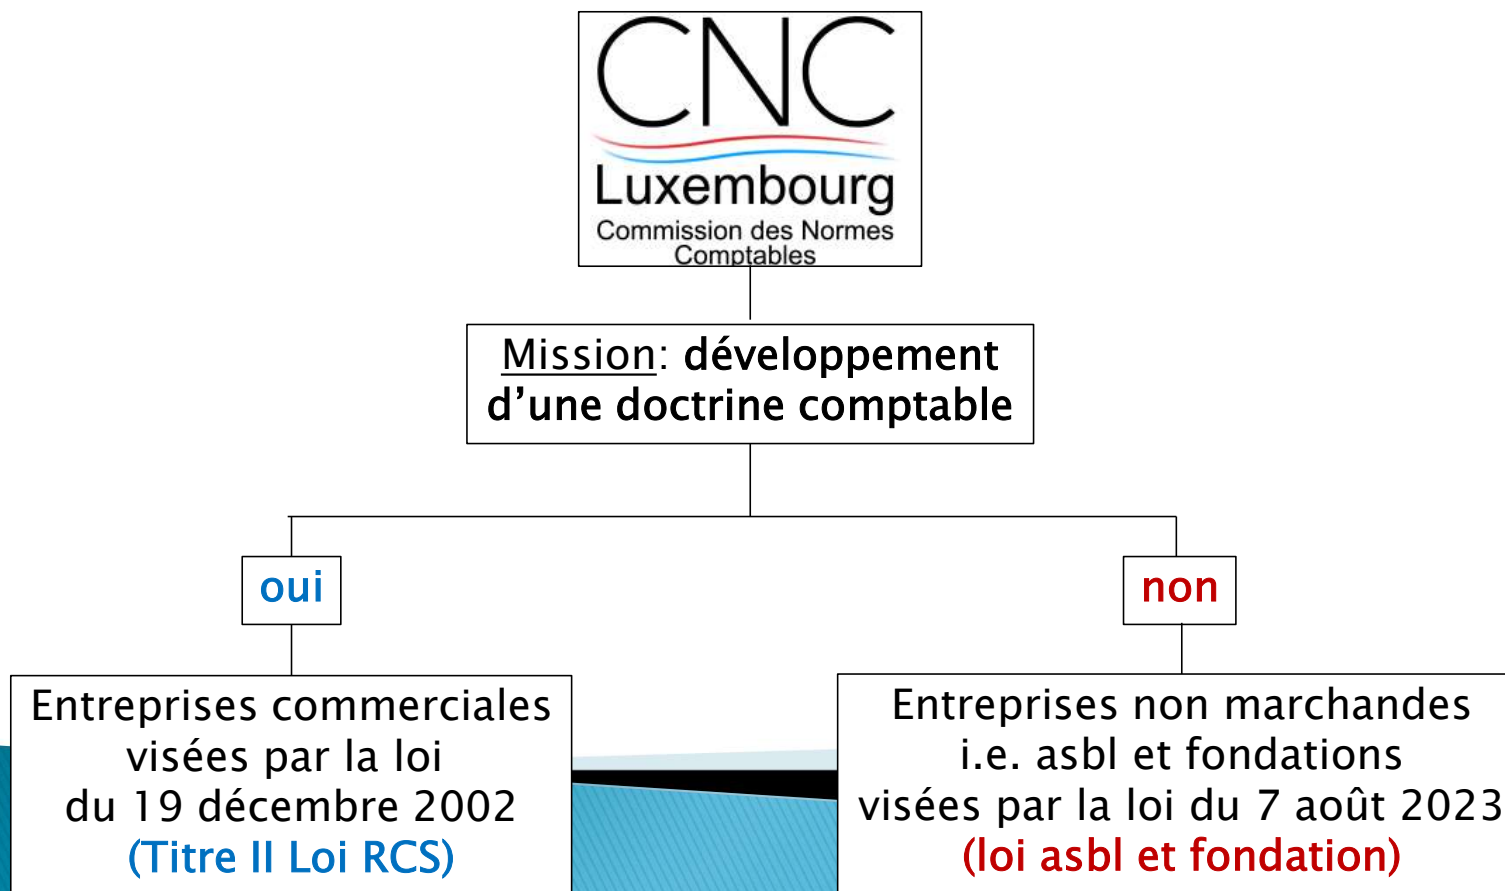 CNC
Luxembourg
Commission des Normes
Comptables
Mission: développement
d’une doctrine comptable
oui
non
Entreprises commerciales
visées par la loi
du 19 décembre 2002
(Titre II Loi RCS)
Entreprises non marchandes
i.e. asbl et fondations
visées par la loi du 7 août 2023
(loi asbl et fondation)